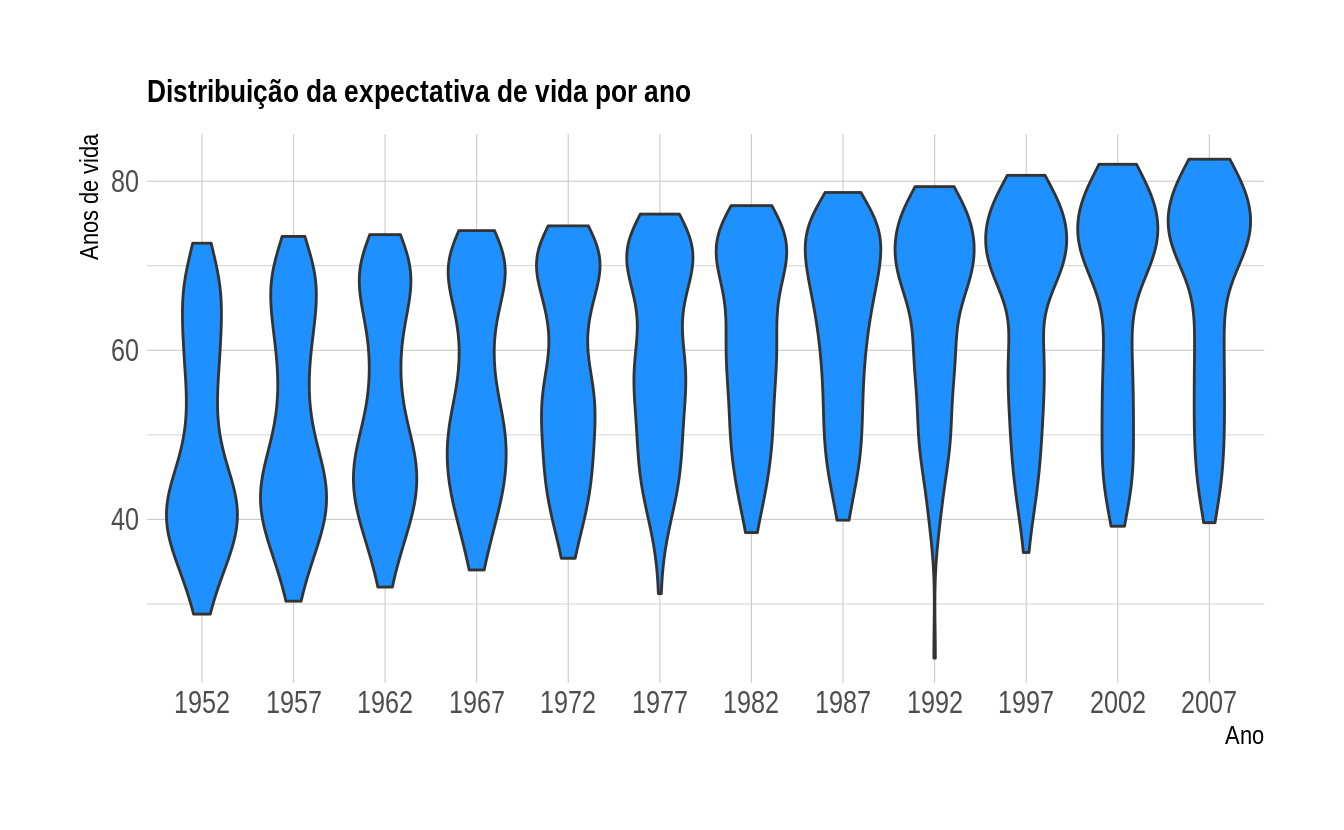 Distribuição da expectativa de vida por ano
Anos de vida
80
60
40
1952 1957 1962 1967 1972 1977 1982 1987 1992 1997 2002 2007
Ano